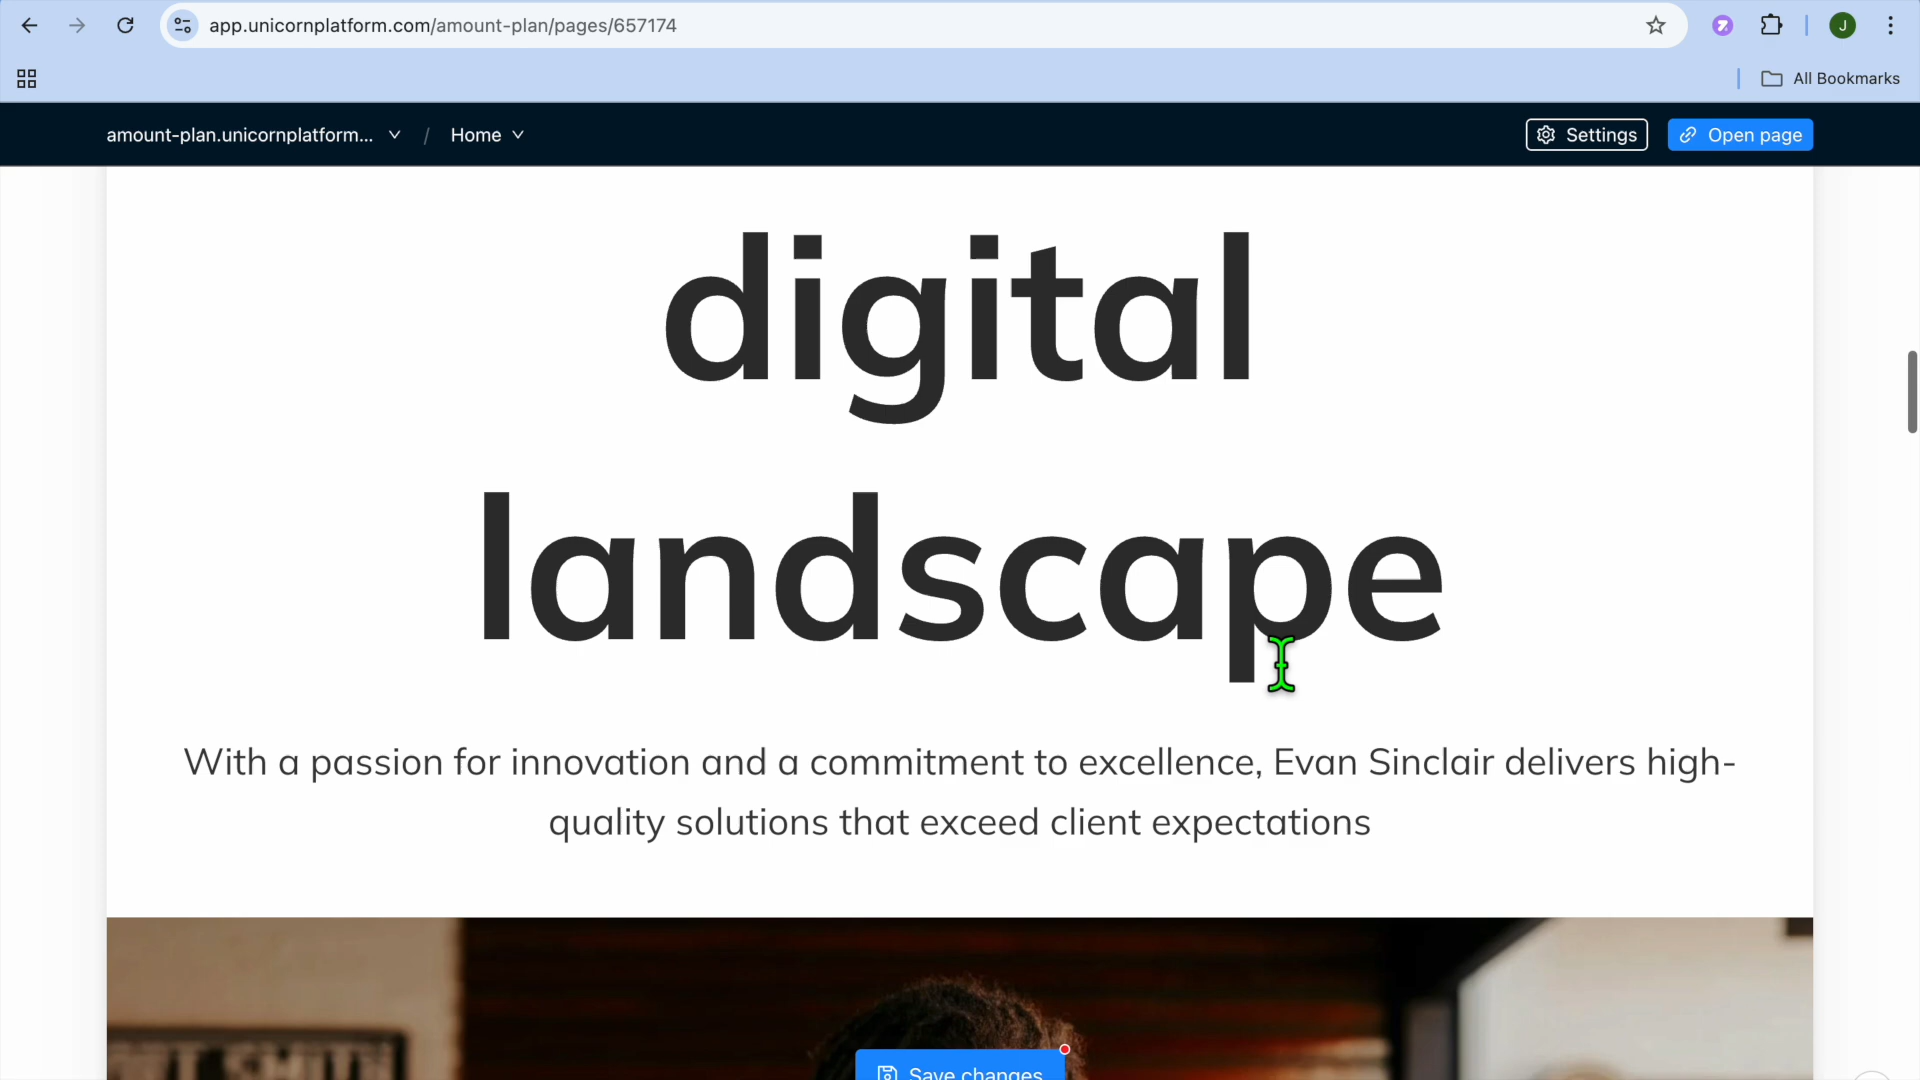 app.unicornplatform.com/amount-plan/pages/657174
J
All Bookmarks
amount-plan.unicornplatform... / Home
Settings
Open page
digital
landscape
With a passion for innovation and a commitment to excellence, Evan Sinclair delivers high-
quality solutions that exceed client expectations
Save changes